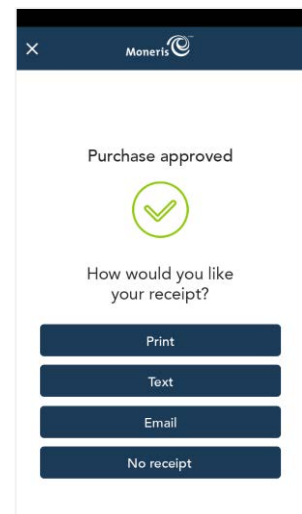 Moneris
Purchase approved
How would you like
your receipt?
Print
Text
Email
No receipt